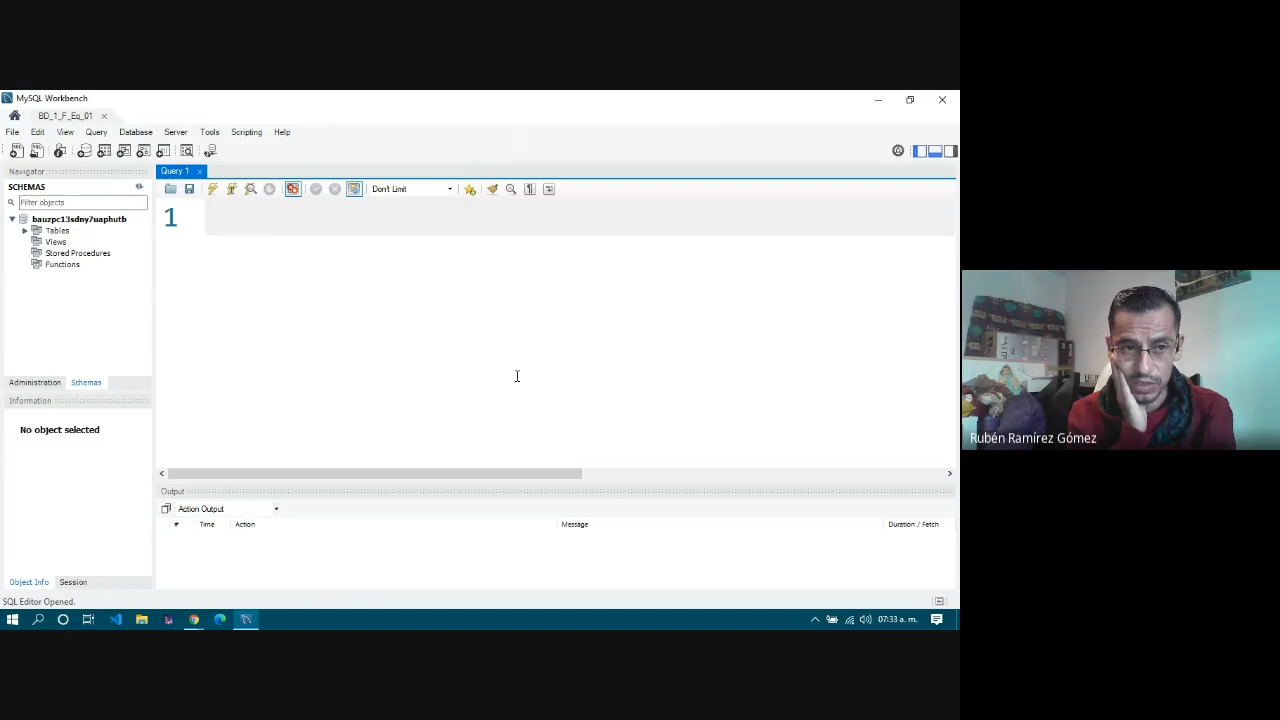 MySQL Workbench
BD_1_F_Eq_01
File Edit View Query Database Server Tools Scripting Help
Navigator
SCHEMAS
Filter objects
bauzpc13sdny7uaphutb
Tables
Views
Stored Procedures
Functions
Administration Schemas
Information
No object selected
Object Info Session
Query 1
Don't Limit
1
Output
Action Output
# Time Action Message Duration / Fetch
SQL Editor Opened.
07:33 a. m.
Rubén Ramírez Gómez